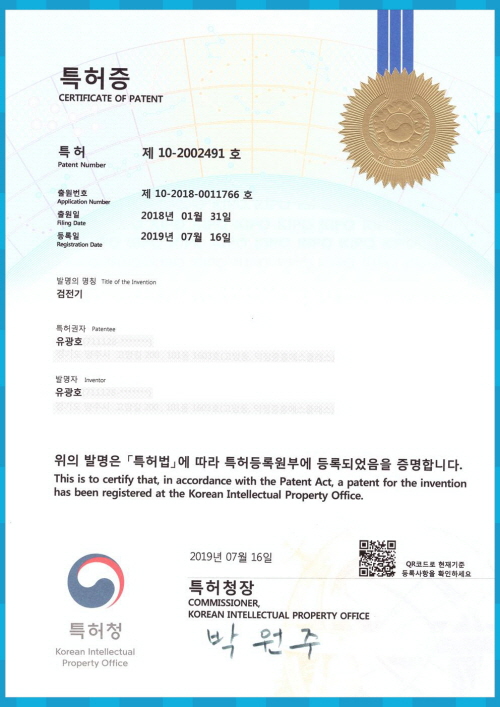 특허증
CERTIFICATE OF PATENT
특 허
Patent Number
제 10-2002491 호
출원번호
Application Number
제 10-2018-0011766 호
출원일
Filing Date
2018년 01월 31일
등록일
Registration Date
2019년 07월 16일
발명의 명칭 Title of the Invention
검전기
특허권자 Patentee
유광호
발명자 Inventor
유광호
위의 발명은 「특허법」에 따라 특허등록원부에 등록되었음을 증명합니다.
This is to certify that, in accordance with the Patent Act, a patent for the invention
has been registered at the Korean Intellectual Property Office.
2019년 07월 16일
QR코드로 현재기준
등록사항을 확인하세요
특허청장
COMMISSIONER,
KOREAN INTELLECTUAL PROPERTY OFFICE
박원주
특허청
Korean Intellectual
Property Office